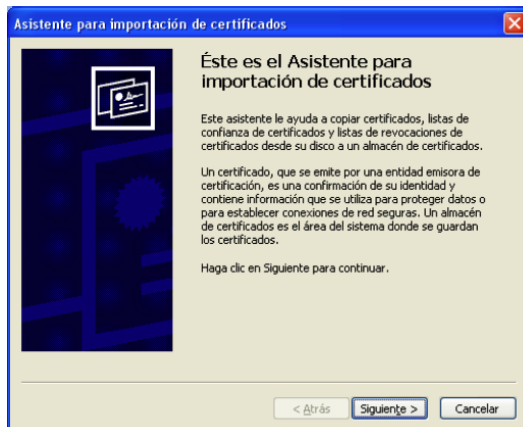 Asistente para importación de certificados
Éste es el Asistente para
importación de certificados
Este asistente le ayuda a copiar certificados, listas de
confianza de certificados y listas de revocaciones de
certificados desde su disco a un almacén de certificados.
Un certificado, que se emite por una entidad emisora de
certificación, es una confirmación de su identidad y
contiene información que se utiliza para proteger datos o
para establecer conexiones de red seguras. Un almacén
de certificados es el área del sistema donde se guardan
los certificados.
Haga clic en Siguiente para continuar.
< Atrás Siguiente > Cancelar